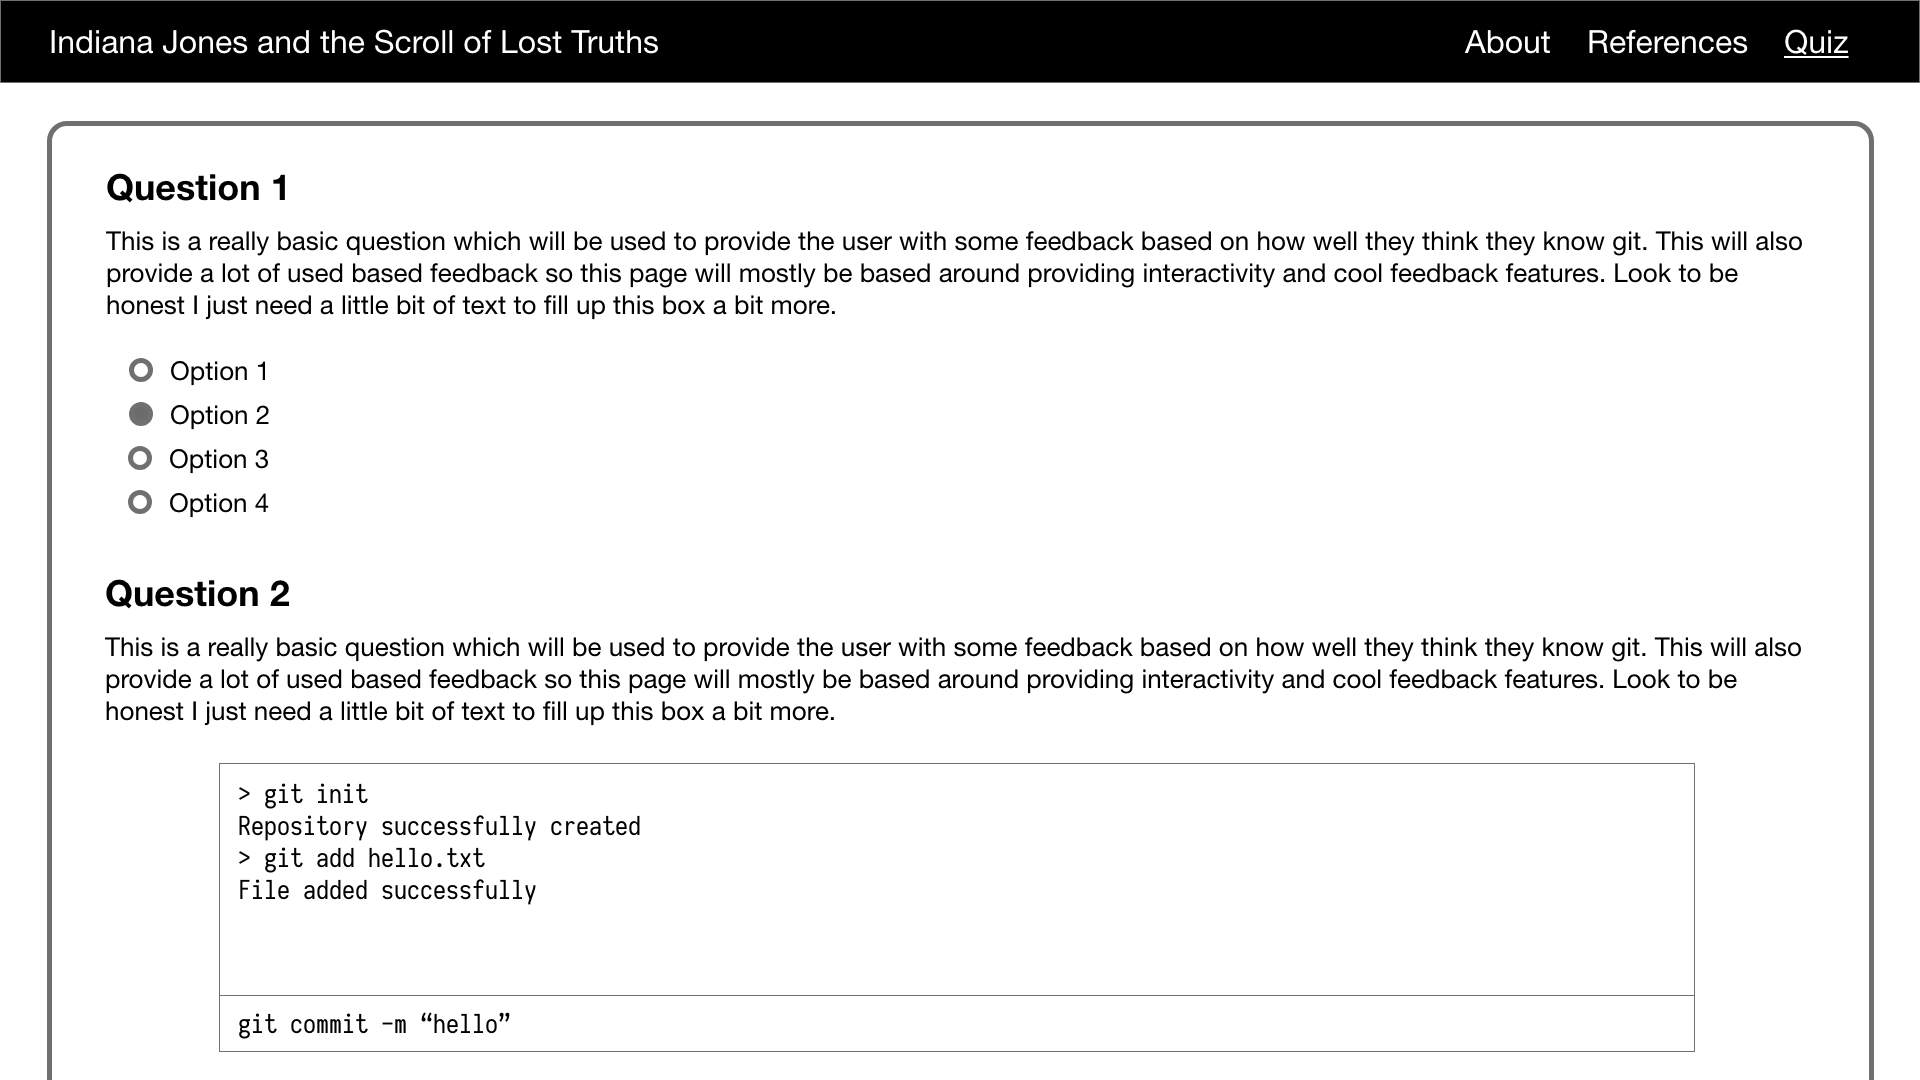 Indiana Jones and the Scroll of Lost Truths
About References Quiz
Question 1
This is a really basic question which will be used to provide the user with some feedback based on how well they think they know git. This will also
provide a lot of used based feedback so this page will mostly be based around providing interactivity and cool feedback features. Look to be
honest I just need a little bit of text to fill up this box a bit more.
Option 1
Option 2
Option 3
Option 4
Question 2
This is a really basic question which will be used to provide the user with some feedback based on how well they think they know git. This will also
provide a lot of used based feedback so this page will mostly be based around providing interactivity and cool feedback features. Look to be
honest I just need a little bit of text to fill up this box a bit more.
> git init
Repository successfully created
> git add hello.txt
File added successfully
git commit -m “hello”